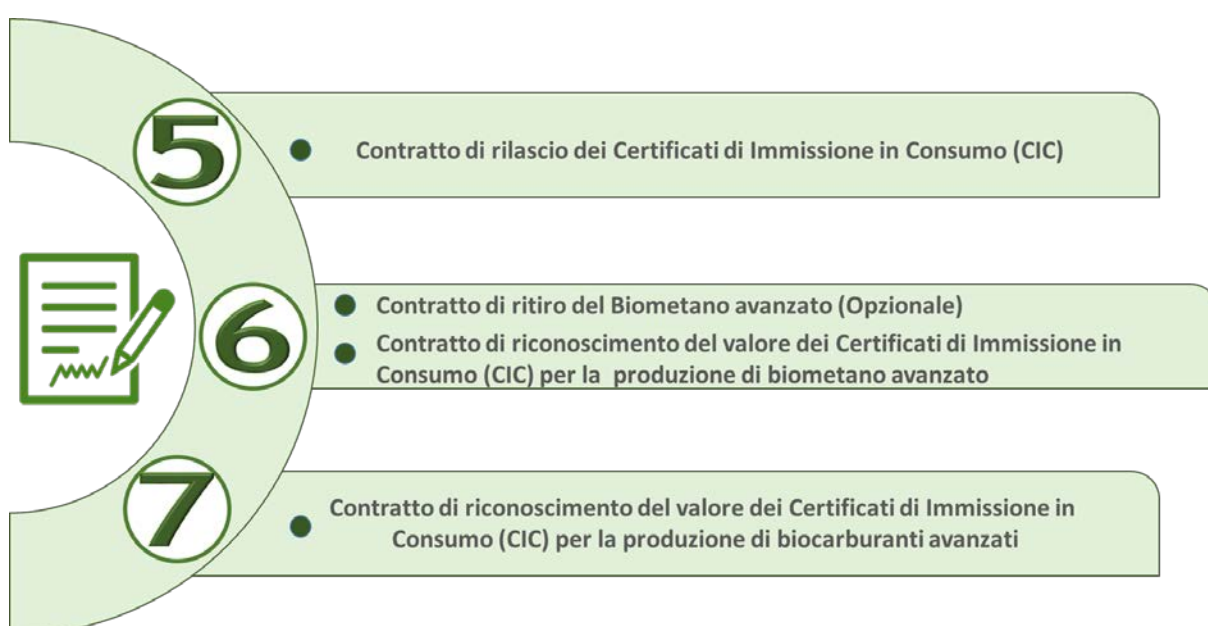 5
Contratto di rilascio dei Certificati di Immissione in Consumo (CIC)
6
Contratto di ritiro del Biometano avanzato (Opzionale)
Contratto di riconoscimento del valore dei Certificati di Immissione in
Consumo (CIC) per la produzione di biometano avanzato
7
Contratto di riconoscimento del valore dei Certificati di Immissione in
Consumo (CIC) per la produzione di biocarburanti avanzati